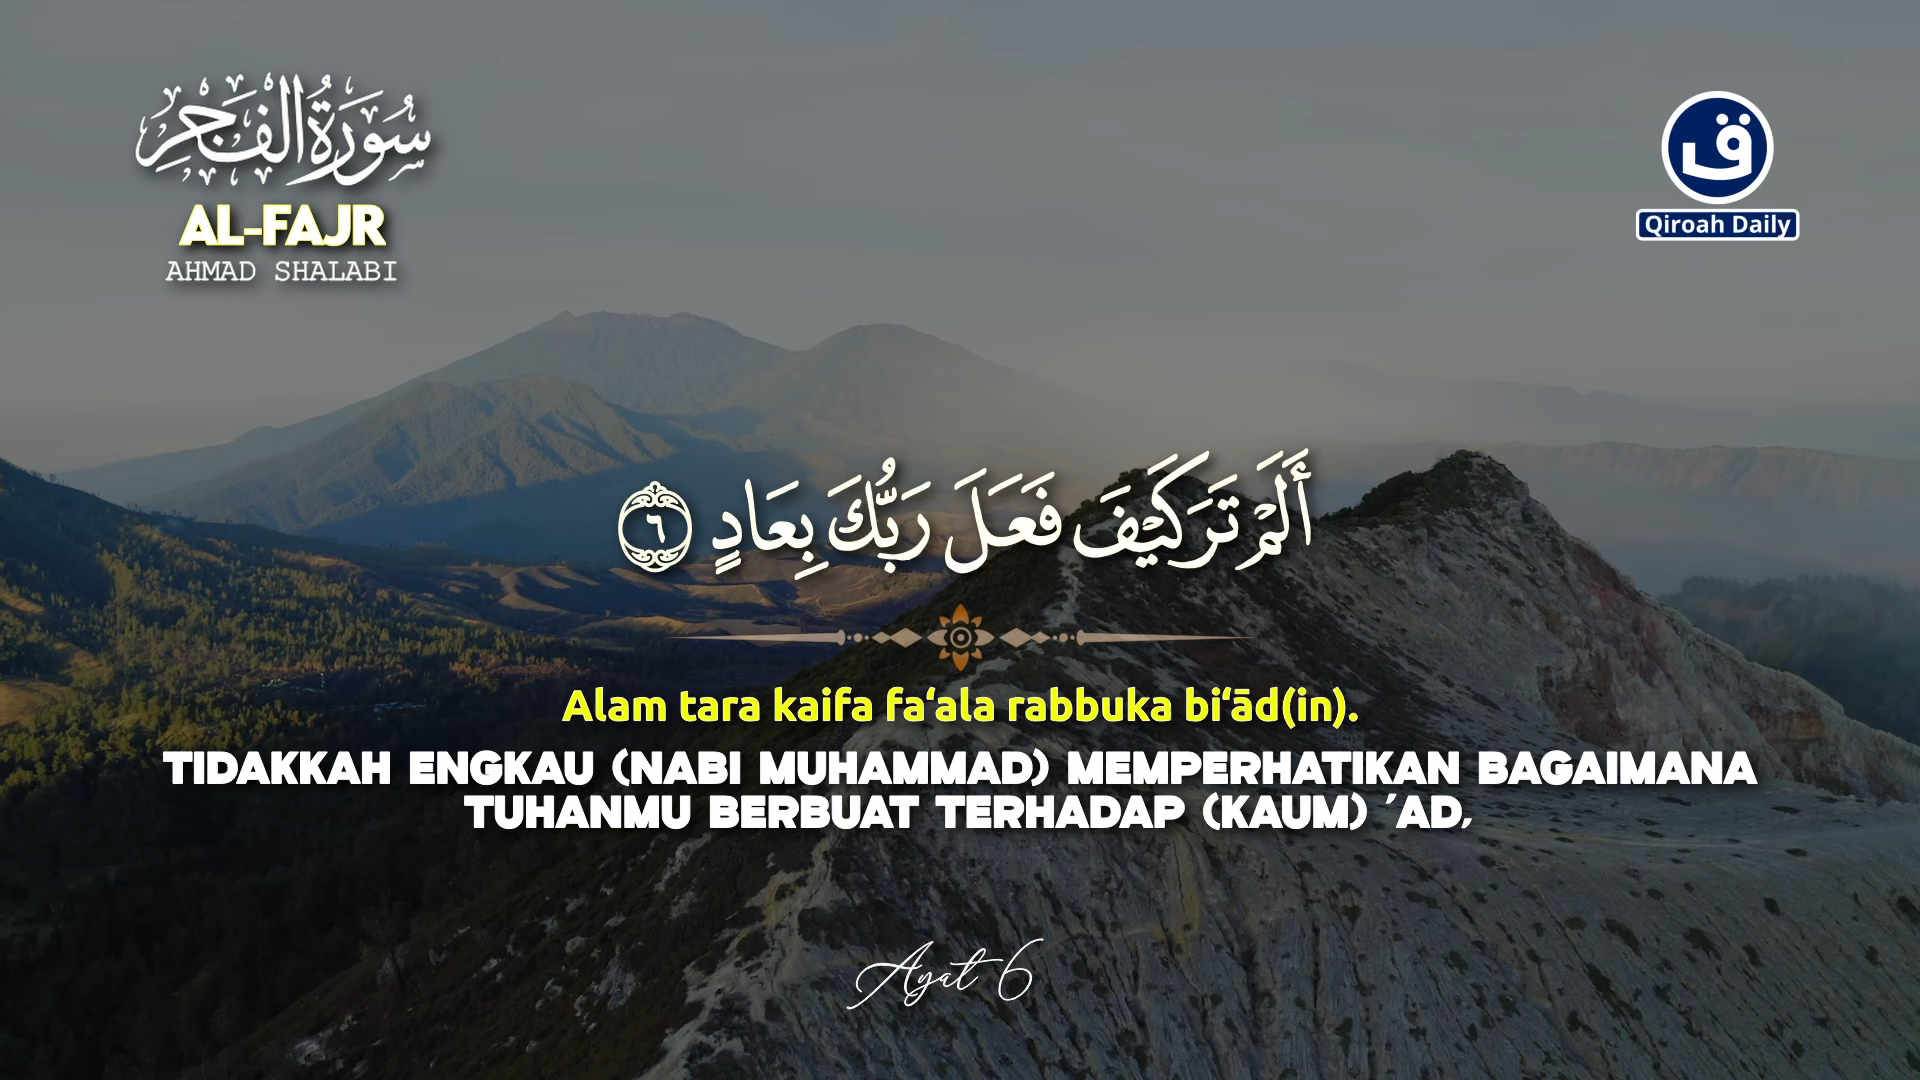 سُورَةُ الفَجْرِ
AL-FAJR
AHMAD SHALABI
ق
Qiroah Daily
أَلَمْ تَرَ كَيْفَ فَعَلَ رَبُّكَ بِعَادٍ ٦
Alam tara kaifa fa‘ala rabbuka bi‘ād(in).
TIDAKKAH ENGKAU (NABI MUHAMMAD) MEMPERHATIKAN BAGAIMANA
TUHANMU BERBUAT TERHADAP (KAUM) 'AD,
Ayat 6